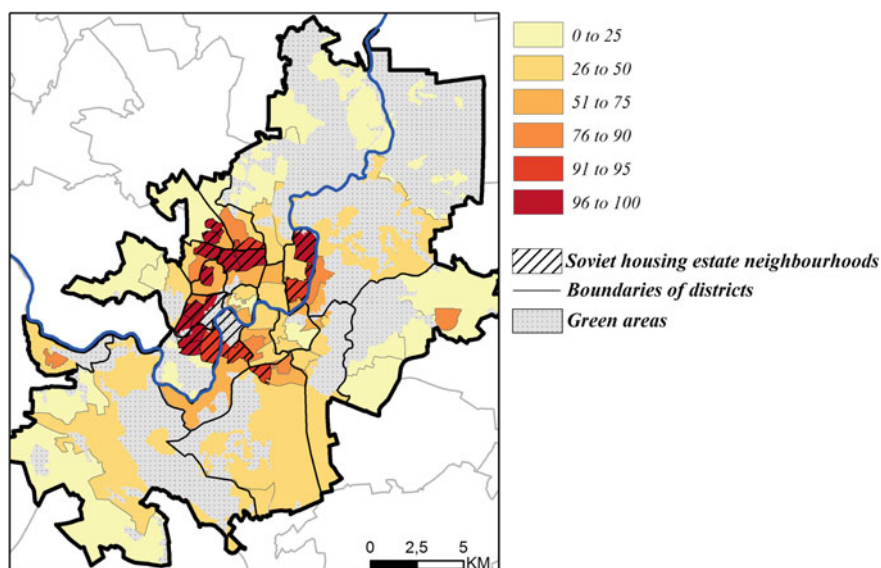 0 to 25
26 to 50
51 to 75
76 to 90
91 to 95
96 to 100
Soviet housing estate neighbourhoods
Boundaries of districts
Green areas
0 2,5 5
KM